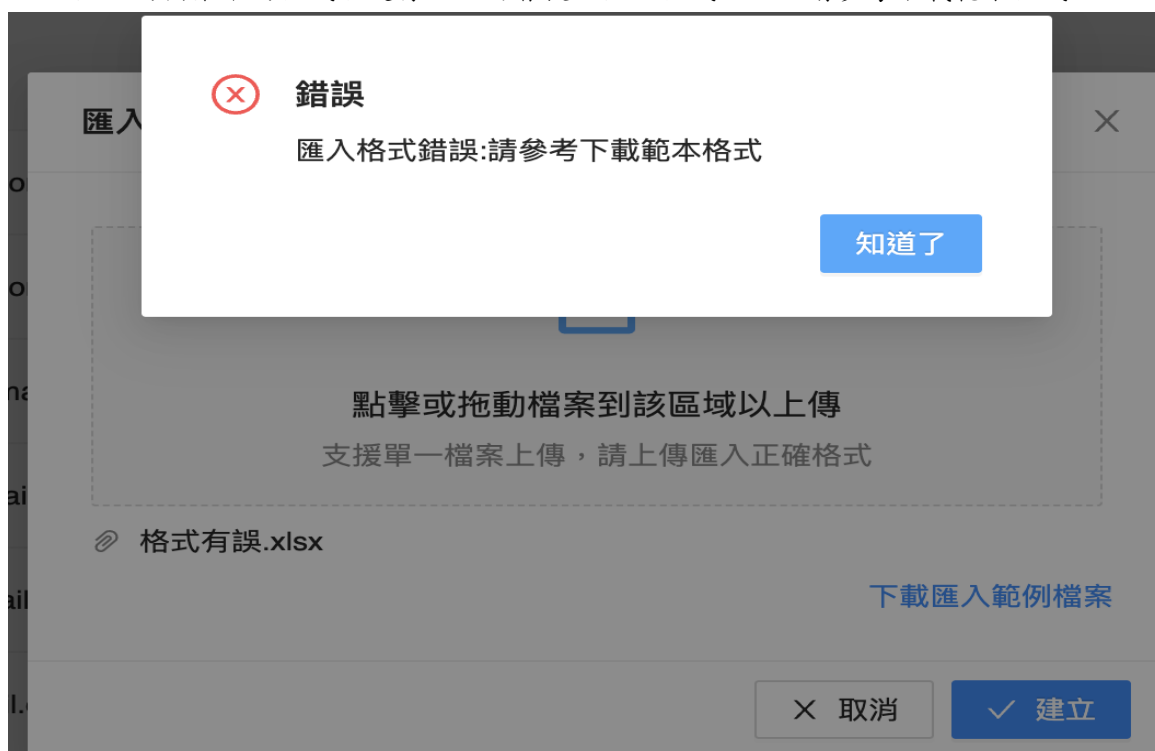 錯誤
匯入格式錯誤:請參考下載範本格式
知道了
匯入
點擊或拖動檔案到該區域以上傳
支援單一檔案上傳，請上傳匯入正確格式
格式有誤.xlsx
下載匯入範例檔案
取消
建立